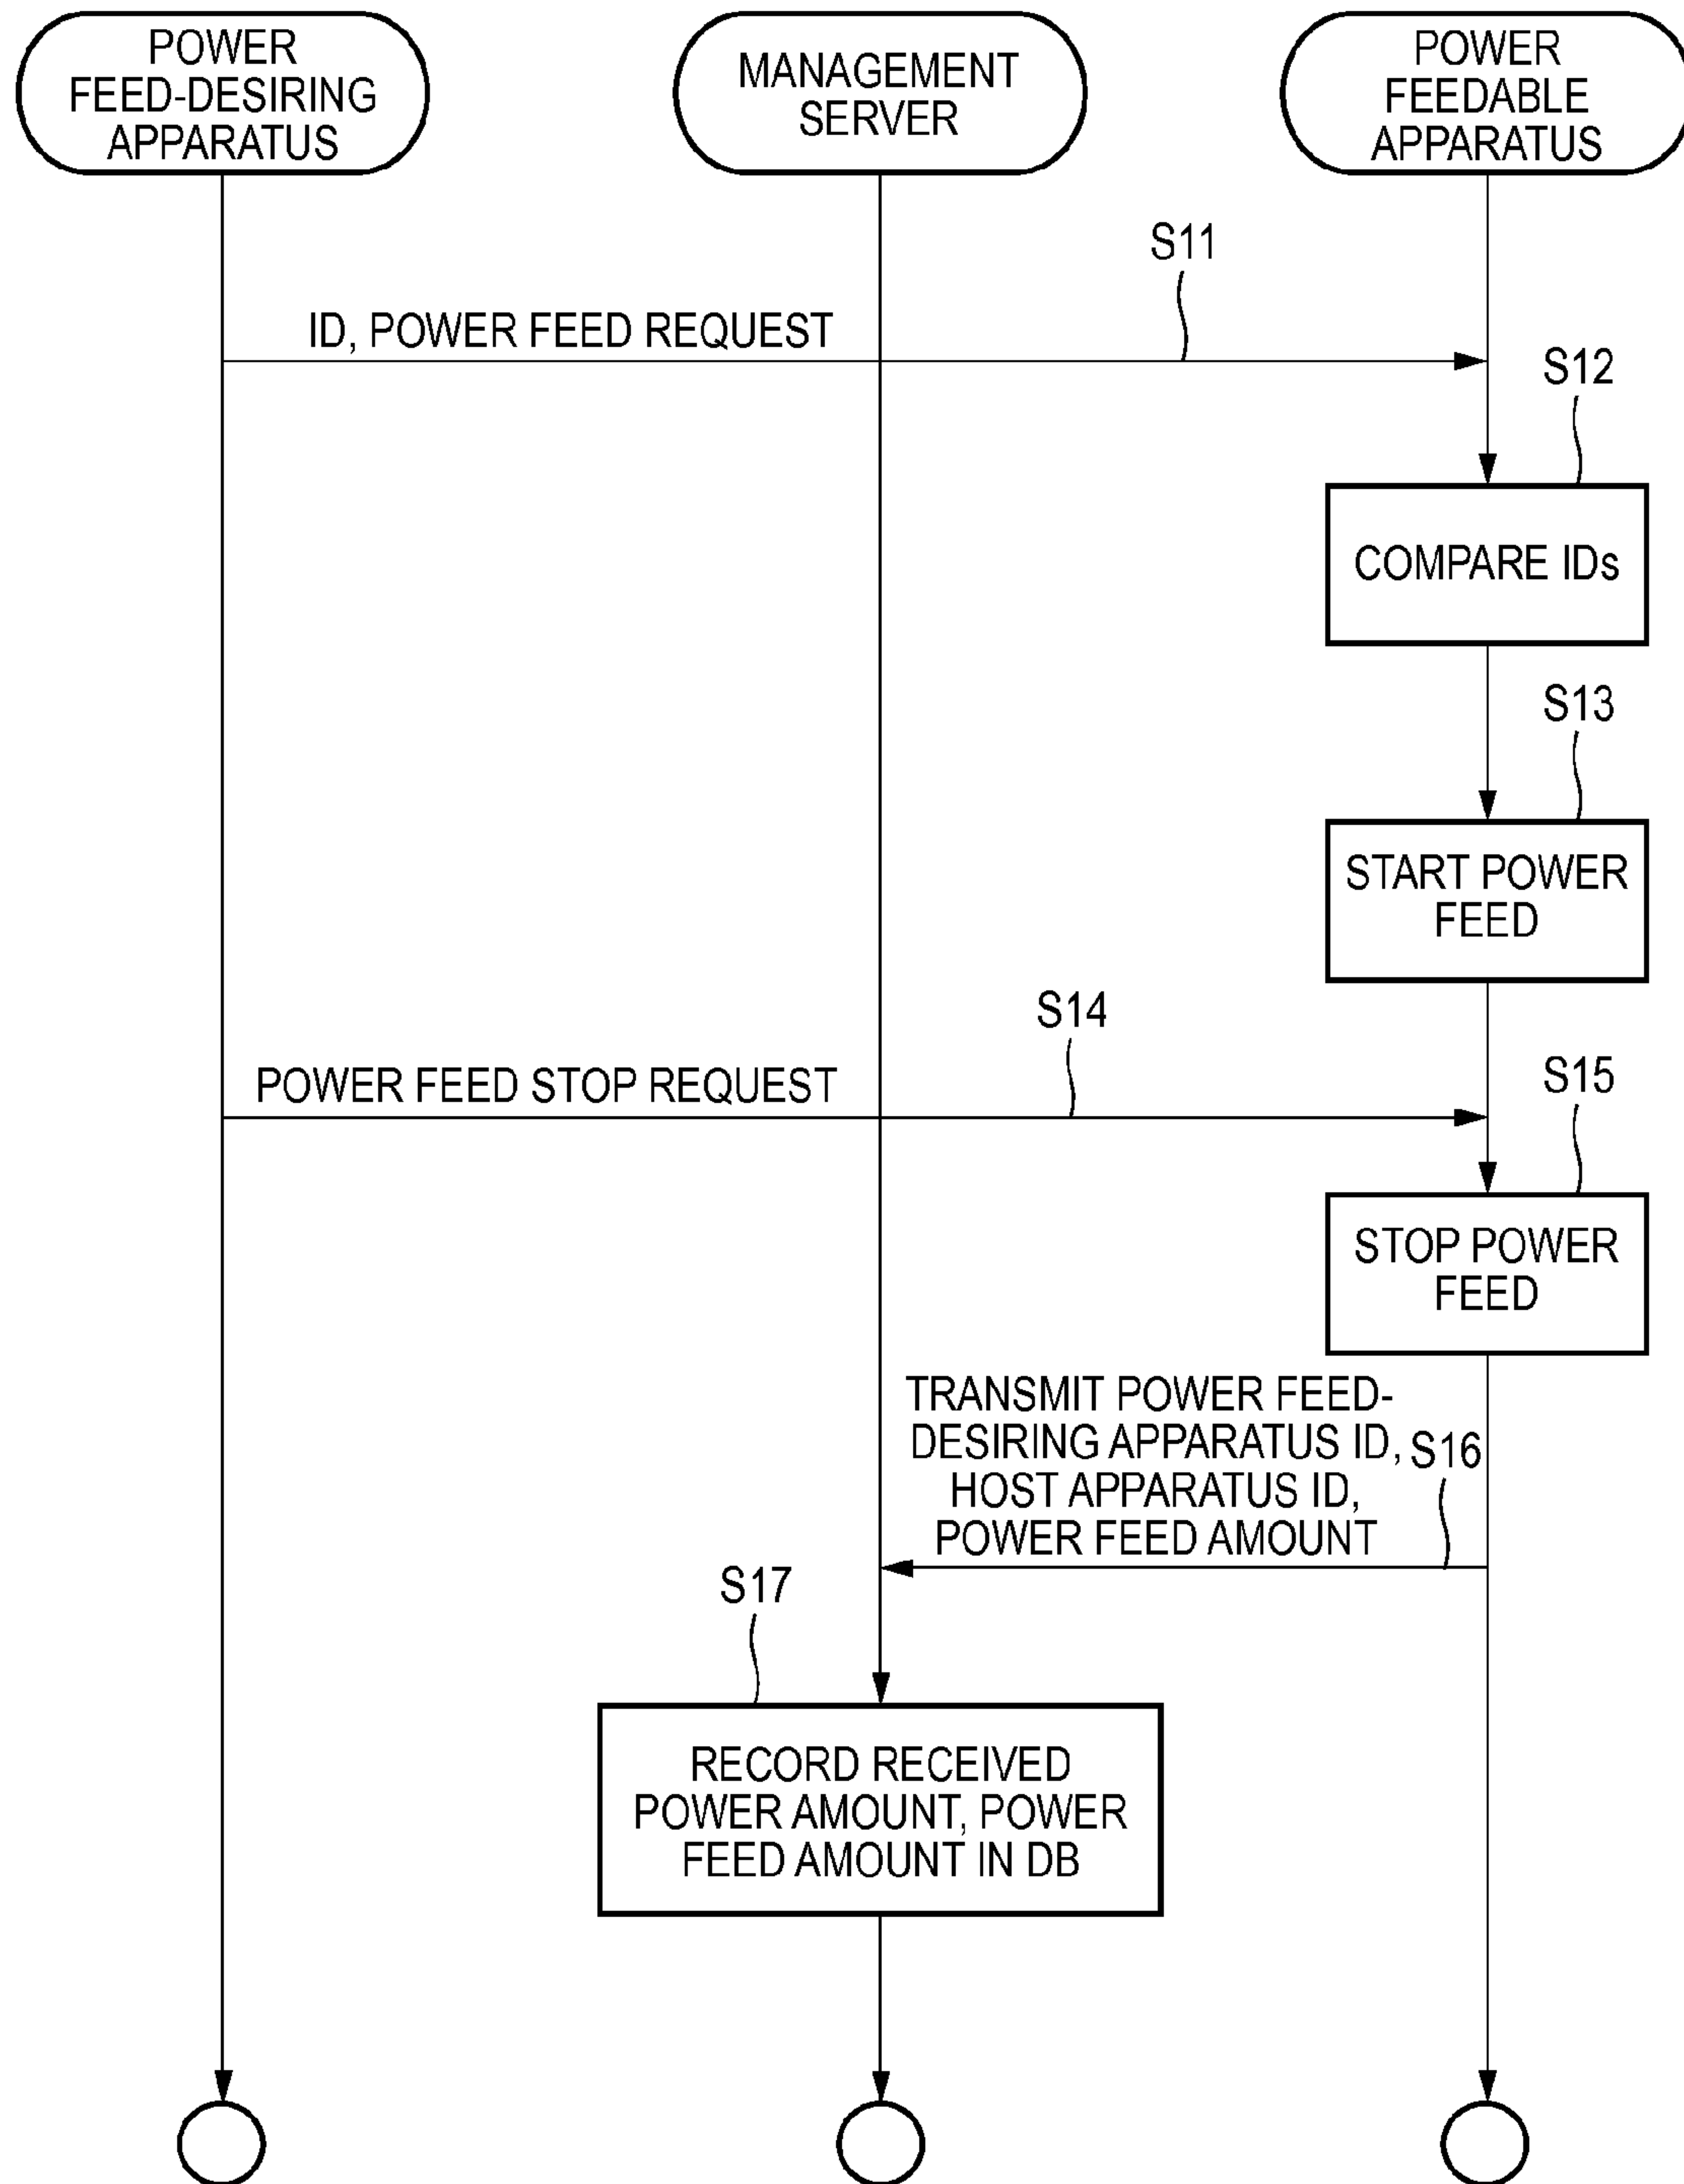 POWER
FEED-DESIRING
APPARATUS
MANAGEMENT
SERVER
POWER
FEEDABLE
APPARATUS
S11
ID, POWER FEED REQUEST
S12
COMPARE IDs
S13
START POWER
FEED
S14
POWER FEED STOP REQUEST
S15
STOP POWER
FEED
TRANSMIT POWER FEED-
DESIRING APPARATUS ID,
HOST APPARATUS ID,
POWER FEED AMOUNT
S16
S17
RECORD RECEIVED
POWER AMOUNT, POWER
FEED AMOUNT IN DB